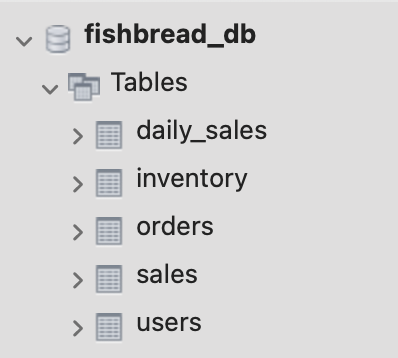 fishbread_db
Tables
daily_sales
inventory
orders
sales
users